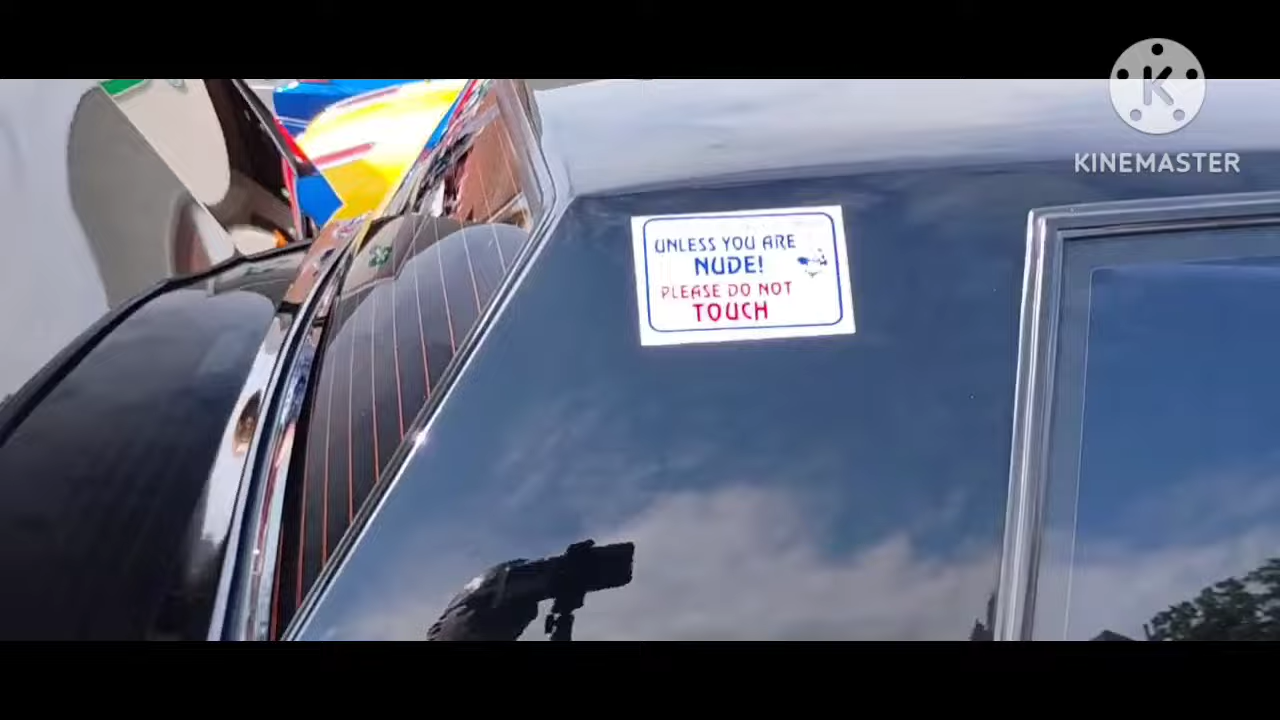 K
KINEMASTER
UNLESS YOU ARE
NUDE!
PLEASE DO NOT
TOUCH